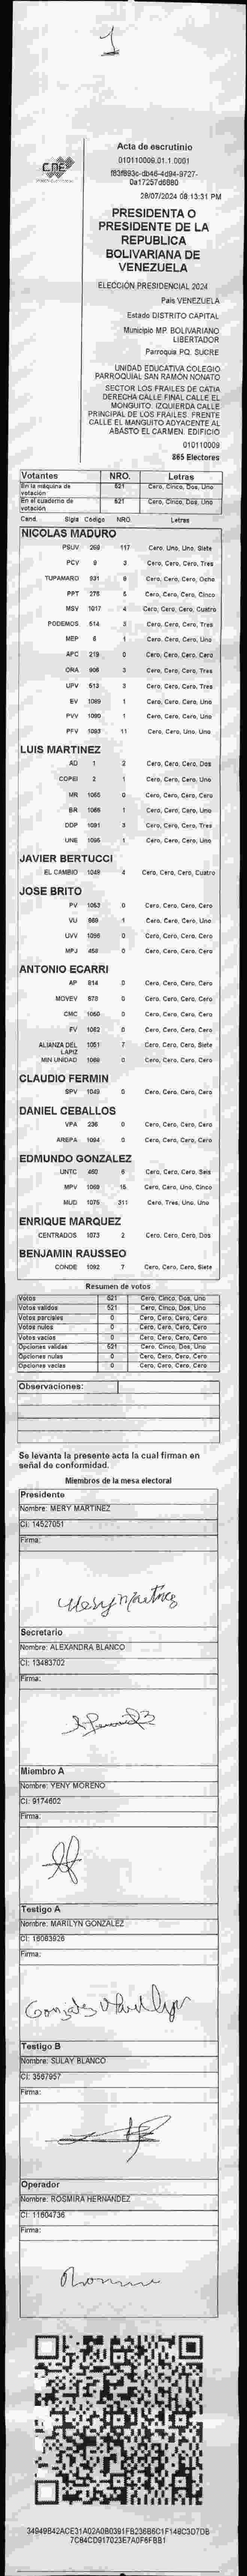 1
CNE
Acta de escrutinio
010110009.01.1.0001
f83f893c-db46-4d94-9727-
0a17257d6880
28/07/2024 08:13:31 PM
PRESIDENTA O
PRESIDENTE DE LA
REPUBLICA
BOLIVARIANA DE
VENEZUELA
ELECCIÓN PRESIDENCIAL 2024
País VENEZUELA
Estado DISTRITO CAPITAL
Municipio MP. BOLIVARIANO
LIBERTADOR
Parroquia PQ. SUCRE
UNIDAD EDUCATIVA COLEGIO
PARROQUIAL SAN RAMÓN NONATO
SECTOR LOS FRAILES DE CATIA
DERECHA CALLE FINAL CALLE EL
MONGUITO. IZQUIERDA CALLE
PRINCIPAL DE LOS FRAILES. FRENTE
CALLE EL MANGUITO ADYACENTE AL
ABASTO EL CARMEN. EDIFICIO
010110009
865 Electores
Votantes NRO. Letras
En la máquina de votación 521 Cero, Cinco, Dos, Uno
En el cuaderno de votación 521 Cero, Cinco, Dos, Uno
Cand. Sigla Código NRO. Letras
NICOLAS MADURO
PSUV 268 117 Cero, Uno, Uno, Siete
PCV 9 3 Cero, Cero, Cero, Tres
TUPAMARO 931 8 Cero, Cero, Cero, Ocho
PPT 276 5 Cero, Cero, Cero, Cinco
MSV 1017 4 Cero, Cero, Cero, Cuatro
PODEMOS 514 3 Cero, Cero, Cero, Tres
MEP 6 1 Cero, Cero, Cero, Uno
APC 219 0 Cero, Cero, Cero, Cero
ORA 906 3 Cero, Cero, Cero, Tres
UPV 613 3 Cero, Cero, Cero, Tres
EV 1089 1 Cero, Cero, Cero, Uno
PVV 1090 1 Cero, Cero, Cero, Uno
PFV 1093 11 Cero, Cero, Uno, Uno
LUIS MARTINEZ
AD 1 2 Cero, Cero, Cero, Dos
COPEI 2 1 Cero, Cero, Cero, Uno
MR 1055 0 Cero, Cero, Cero, Cero
BR 1068 1 Cero, Cero, Cero, Uno
DDP 1091 3 Cero, Cero, Cero, Tres
UNE 1095 1 Cero, Cero, Cero, Uno
JAVIER BERTUCCI
EL CAMBIO 1049 4 Cero, Cero, Cero, Cuatro
JOSE BRITO
PV 1053 0 Cero, Cero, Cero, Cero
VU 969 1 Cero, Cero, Cero, Uno
UVV 1056 0 Cero, Cero, Cero, Cero
MPJ 458 0 Cero, Cero, Cero, Cero
ANTONIO ECARRI
AP 814 0 Cero, Cero, Cero, Cero
MOVEV 678 0 Cero, Cero, Cero, Cero
CMC 1050 0 Cero, Cero, Cero, Cero
FV 1062 0 Cero, Cero, Cero, Cero
ALIANZA DEL LAPIZ 1051 7 Cero, Cero, Cero, Siete
MIN UNIDAD 1069 0 Cero, Cero, Cero, Cero
CLAUDIO FERMIN
SPV 1048 0 Cero, Cero, Cero, Cero
DANIEL CEBALLOS
VPA 236 0 Cero, Cero, Cero, Cero
AREPA 1094 0 Cero, Cero, Cero, Cero
EDMUNDO GONZALEZ
UNTC 460 6 Cero, Cero, Cero, Seis
MPV 1060 15 Cero, Cero, Uno, Cinco
MUD 1075 311 Cero, Tres, Uno, Uno
ENRIQUE MARQUEZ
CENTRADOS 1073 2 Cero, Cero, Cero, Dos
BENJAMIN RAUSSEO
CONDE 1092 7 Cero, Cero, Cero, Siete
Resumen de votos
Votos 521 Cero, Cinco, Dos, Uno
Votos validos 521 Cero, Cinco, Dos, Uno
Votos parciales 0 Cero, Cero, Cero, Cero
Votos nulos 0 Cero, Cero, Cero, Cero
Votos vacios 0 Cero, Cero, Cero, Cero
Opciones validas 521 Cero, Cinco, Dos, Uno
Opciones nulas 0 Cero, Cero, Cero, Cero
Opciones vacias 0 Cero, Cero, Cero, Cero
Observaciones:
Se levanta la presente acta la cual firman en
señal de conformidad.
Miembros de la mesa electoral
Presidente
Nombre: MERY MARTINEZ
CI: 14527051
Firma:
Mery Martinez
Secretario
Nombre: ALEXANDRA BLANCO
CI: 13483702
Firma:
Miembro A
Nombre: YENY MORENO
CI: 9174602
Firma:
Testigo A
Nombre: MARILYN GONZALEZ
CI: 16083926
Firma:
Gonzalez Marilyn
Testigo B
Nombre: SULAY BLANCO
CI: 3567957
Firma:
Operador
Nombre: ROSMIRA HERNANDEZ
CI: 11604736
Firma:
34949B42ACE31A02A0B0391FB236B6C1F148C3D7DB
7C84CD917023E7A0F6FBB1